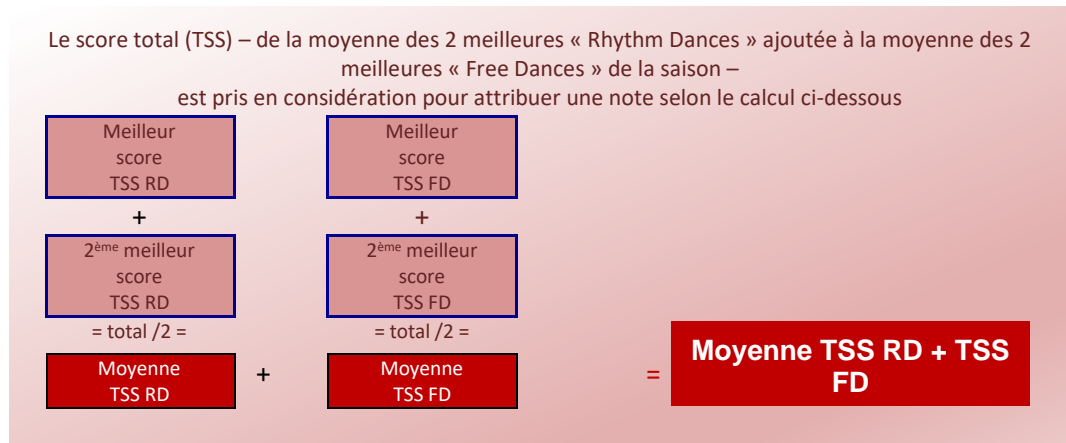 Le score total (TSS) – de la moyenne des 2 meilleures « Rhythm Dances » ajoutée à la moyenne des 2
meilleures « Free Dances » de la saison –
est pris en considération pour attribuer une note selon le calcul ci-dessous
Meilleur
score
TSS RD
+
2ème meilleur
score
TSS RD
= total /2 =
Moyenne
TSS RD
+
Meilleur
score
TSS FD
+
2ème meilleur
score
TSS FD
= total /2 =
Moyenne
TSS FD
=
Moyenne TSS RD + TSS
FD